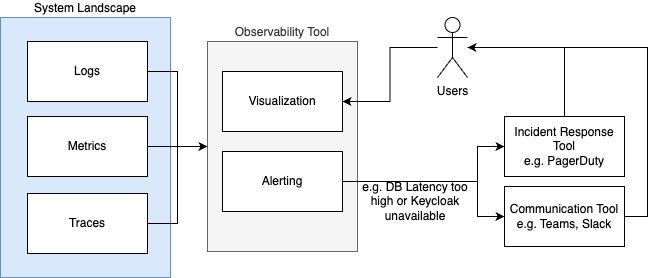 System Landscape
Logs
Metrics
Traces
Observability Tool
Visualization
Alerting
e.g. DB Latency too
high or Keycloak
unavailable
Users
Incident Response
Tool
e.g. PagerDuty
Communication Tool
e.g. Teams, Slack